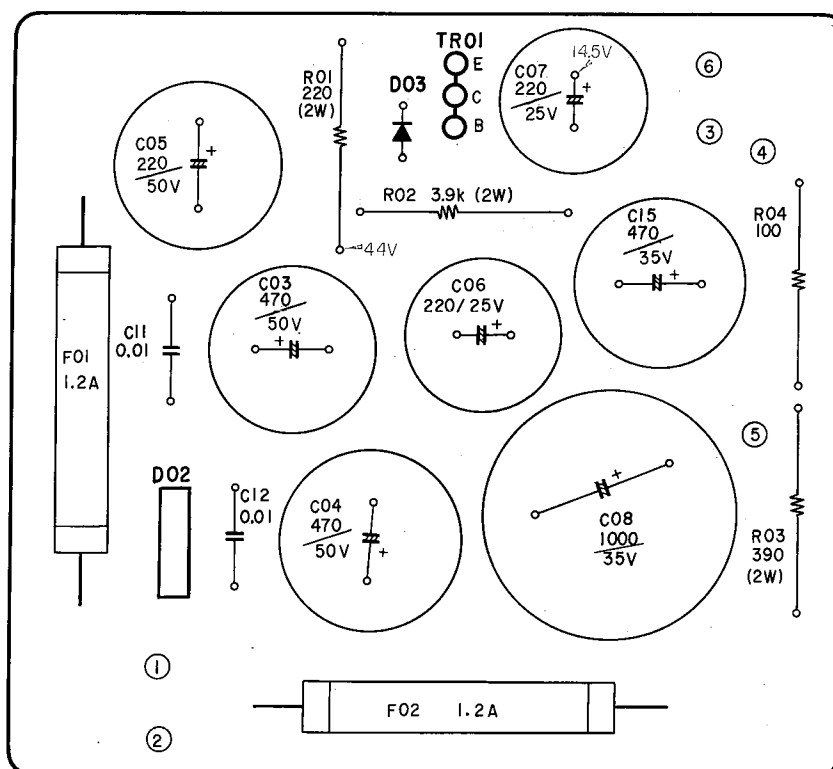 TR01
E
C
B
D03
R01
220
(2W)
C07
220
25V
14.5V
+
6
3
4
C05
220
50V
+
R02 3.9k (2W)
44V
C15
470
35V
+
R04
100
C03
470
50V
+
C06
220/25V
+
C11
0.01
F01
1.2A
5
D02
C12
0.01
C04
470
50V
+
C08
1000
35V
+
R03
390
(2W)
1
2
F02 1.2A